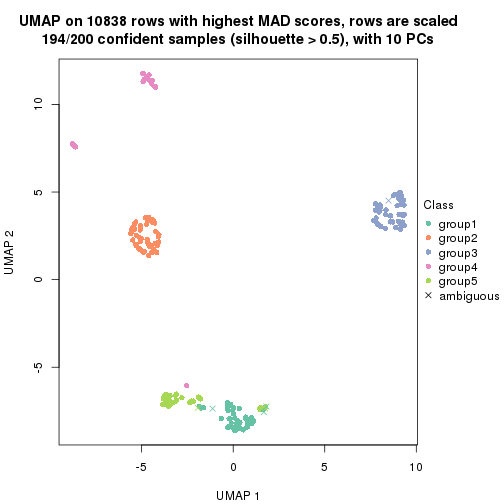 UMAP on 10838 rows with highest MAD scores, rows are scaled
194/200 confident samples (silhouette > 0.5), with 10 PCs
10
5
0
-5
UMAP 2
-5
0
5
10
UMAP 1
Class
group1
group2
group3
group4
group5
ambiguous